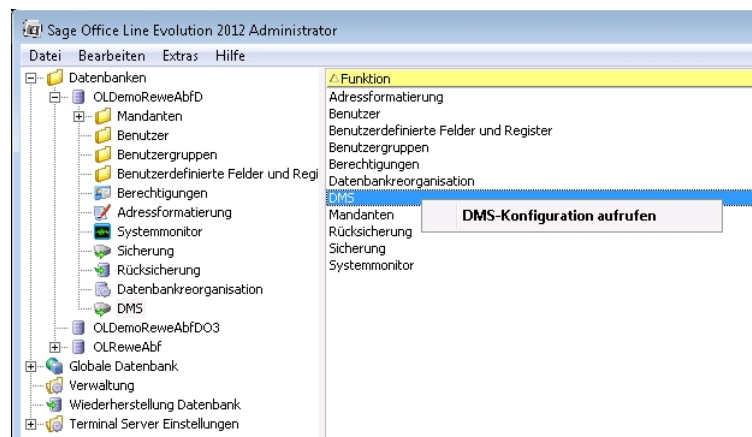 Sage Office Line Evolution 2012 Administrator
Datei Bearbeiten Extras Hilfe
Datenbanken
OLDemoReweAbfD
Mandanten
Benutzer
Benutzergruppen
Benutzerdefinierte Felder und Regi
Berechtigungen
Adressformatierung
Systemmonitor
Sicherung
Rücksicherung
Datenbankreorganisation
DMS
OLDemoReweAbfDO3
OLReweAbf
Globale Datenbank
Verwaltung
Wiederherstellung Datenbank
Terminal Server Einstellungen
Funktion
Adressformatierung
Benutzer
Benutzerdefinierte Felder und Register
Benutzergruppen
Berechtigungen
Datenbankreorganisation
DMS
DMS-Konfiguration aufrufen
Mandanten
Rücksicherung
Sicherung
Systemmonitor